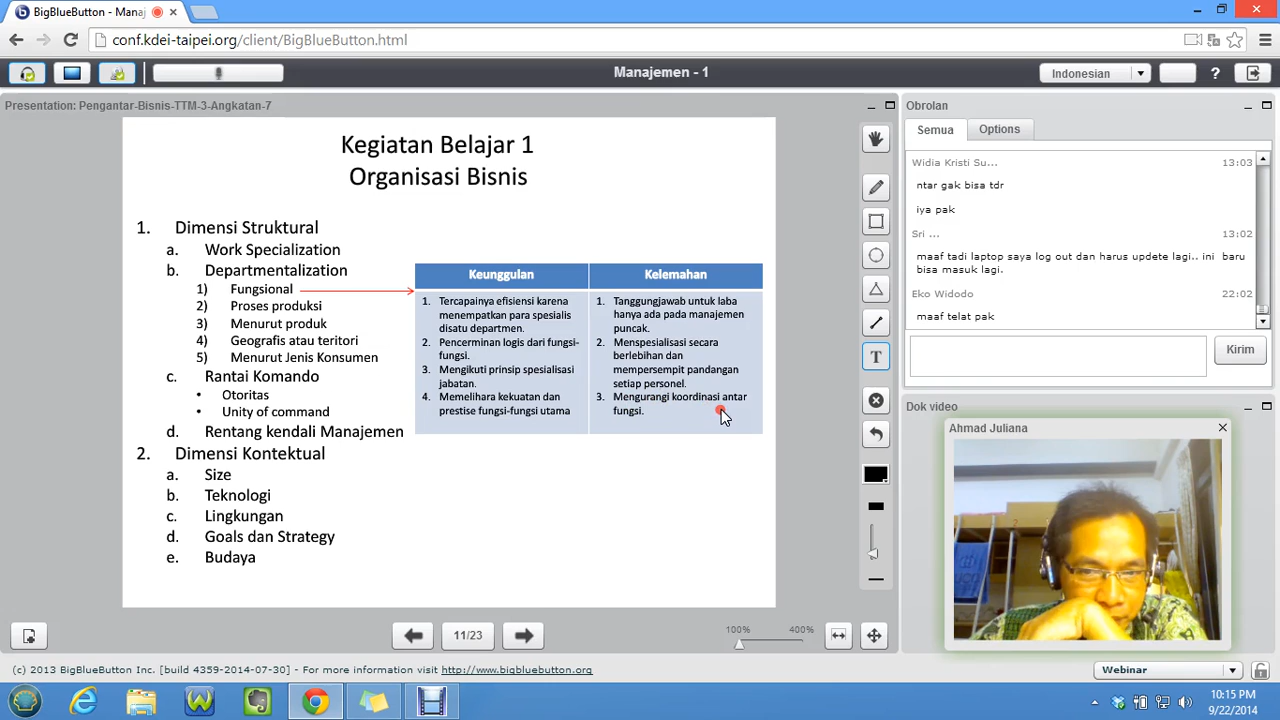 BigBlueButton - Manaj
conf.kdei-taipei.org/client/BigBlueButton.html
Manajemen - 1
Indonesian
?
Presentation: Pengantar-Bisnis-TTM-3-Angkatan-7
Kegiatan Belajar 1
Organisasi Bisnis
1. Dimensi Struktural
a. Work Specialization
b. Departmentalization
1) Fungsional
2) Proses produksi
3) Menurut produk
4) Geografis atau teritori
5) Menurut Jenis Konsumen
c. Rantai Komando
• Otoritas
• Unity of command
d. Rentang kendali Manajemen
2. Dimensi Kontektual
a. Size
b. Teknologi
c. Lingkungan
d. Goals dan Strategy
e. Budaya
Keunggulan
1. Tercapainya efisiensi karena
menempatkan para spesialis
disatu departmen.
2. Pencerminan logis dari fungsi-
fungsi.
3. Mengikuti prinsip spesialisasi
jabatan.
4. Memelihara kekuatan dan
prestise fungsi-fungsi utama
Kelemahan
1. Tanggungjawab untuk laba
hanya ada pada manajemen
puncak.
2. Menspesialisasi secara
berlebihan dan
mempersempit pandangan
setiap personel.
3. Mengurangi koordinasi antar
fungsi.
T
11/23
100% 400%
Obrolan
Semua Options
Widia Kristi Su... 13:03
ntar gak bisa tdr
iya pak
Sri ... 13:02
maaf tadi laptop saya log out dan harus updete lagi.. ini baru
bisa masuk lagi.
Eko Widodo 22:02
maaf telat pak
Kirim
Dok video
Ahmad Juliana
(c) 2013 BigBlueButton Inc. [build 4359-2014-07-30] - For more information visit http://www.bigbluebutton.org
Webinar
10:15 PM
9/22/2014